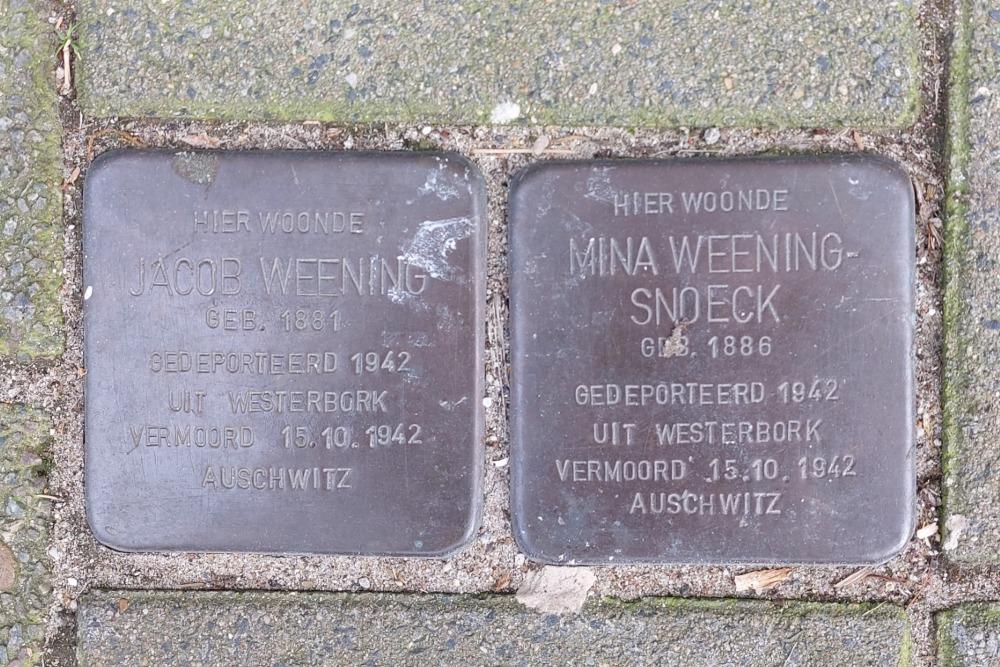 HIER WOONDE
JACOB WEENING
GEB. 1881
GEDEPORTEERD 1942
UIT WESTERBORK
VERMOORD 15.10.1942
AUSCHWITZ
HIER WOONDE
MINA WEENING-
SNOECK
GEB. 1886
GEDEPORTEERD 1942
UIT WESTERBORK
VERMOORD 15.10.1942
AUSCHWITZ